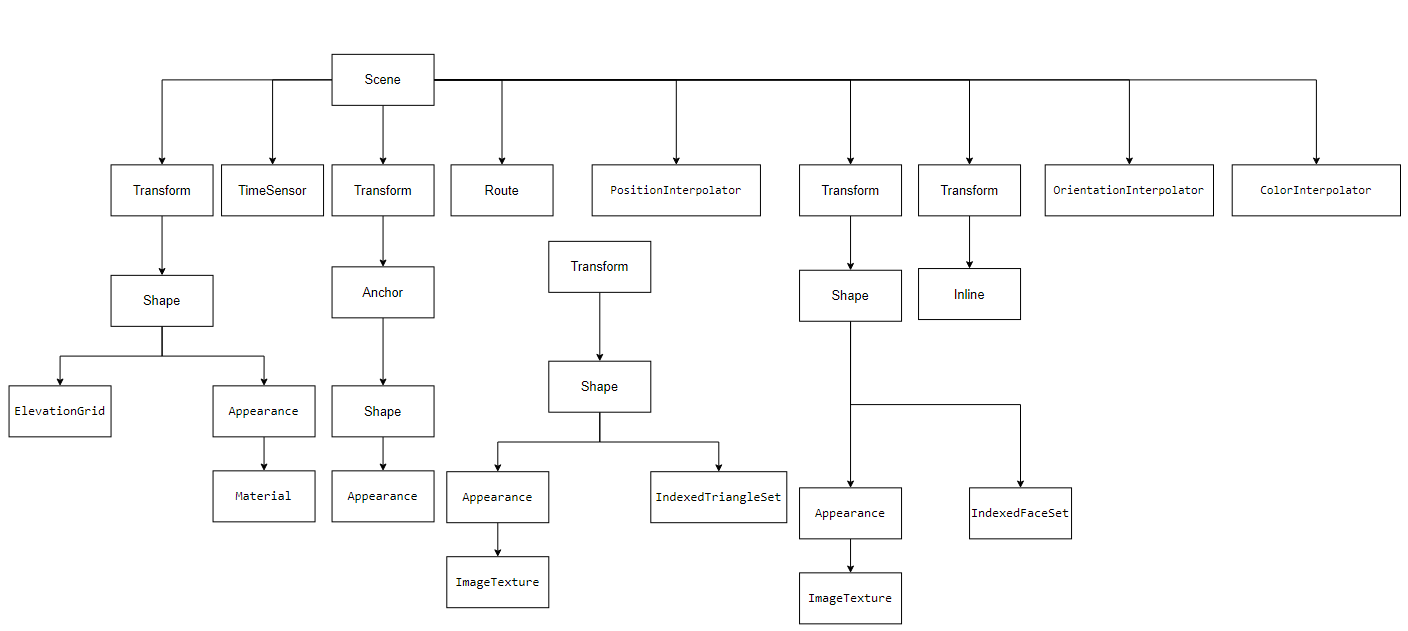 Scene
Transform
TimeSensor
Transform
Route
PositionInterpolator
Transform
Transform
OrientationInterpolator
ColorInterpolator
Transform
Shape
Anchor
Shape
Inline
Shape
ElevationGrid
Appearance
Shape
Material
Appearance
Appearance
IndexedTriangleSet
Appearance
IndexedFaceSet
ImageTexture
ImageTexture